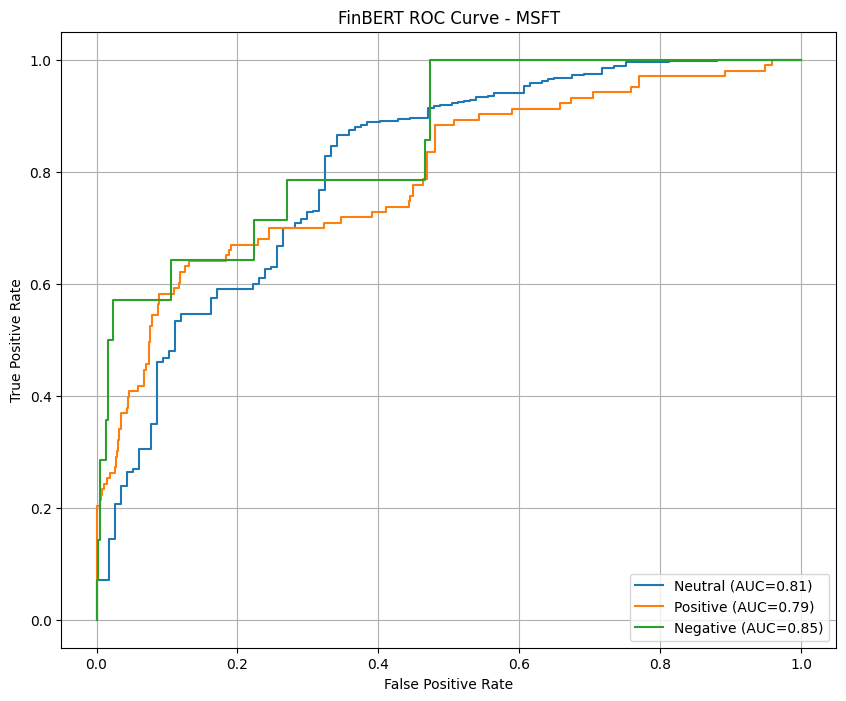 FinBERT ROC Curve - MSFT
True Positive Rate
1.0
0.8
0.6
0.4
0.2
0.0
Neutral (AUC=0.81)
Positive (AUC=0.79)
Negative (AUC=0.85)
0.0 0.2 0.4 0.6 0.8 1.0
False Positive Rate